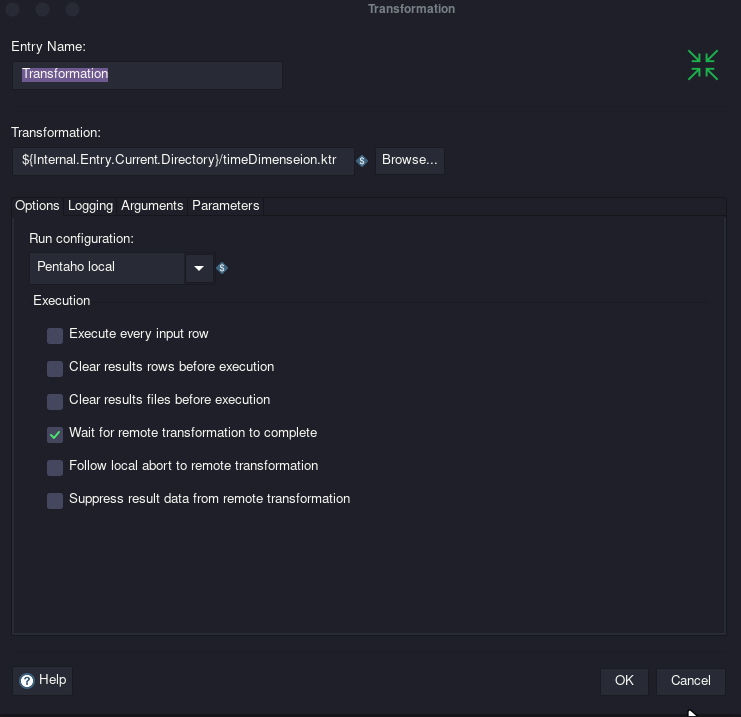 Transformation
Entry Name:
Transformation
Transformation:
${Internal.Entry.Current.Directory}/timeDimenseion.ktr $ Browse...
Options Logging Arguments Parameters
Run configuration:
Pentaho local $
Execution
Execute every input row
Clear results rows before execution
Clear results files before execution
Wait for remote transformation to complete
Follow local abort to remote transformation
Suppress result data from remote transformation
? Help OK Cancel